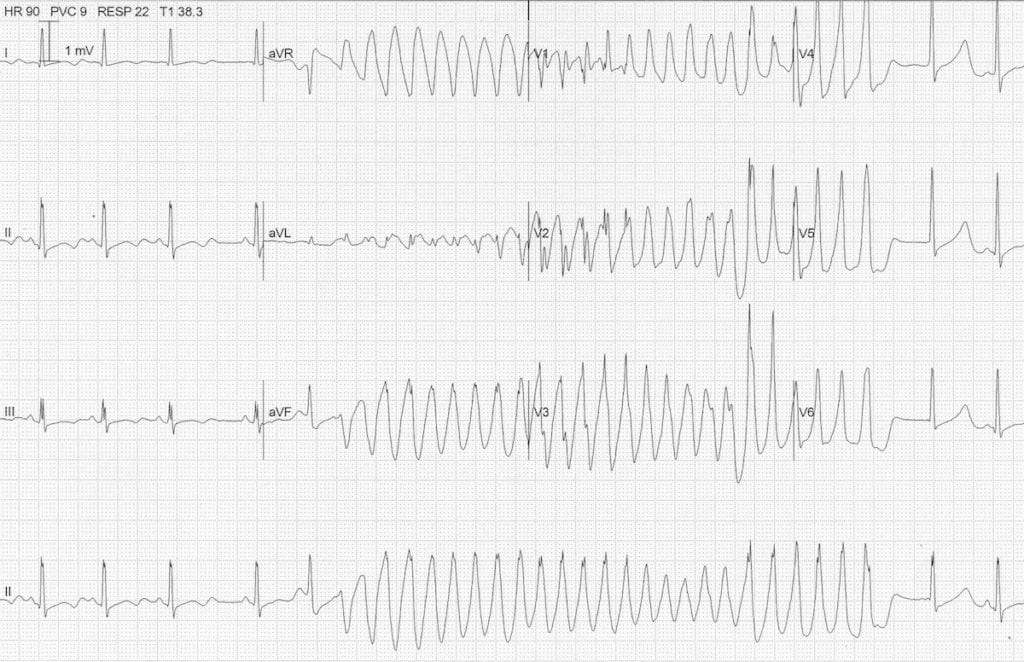 HR 90 PVC 9 RESP 22 T1 38.3
I 1 mV aVR V1 V4
II aVL V2 V5
III aVF V3 V6
II